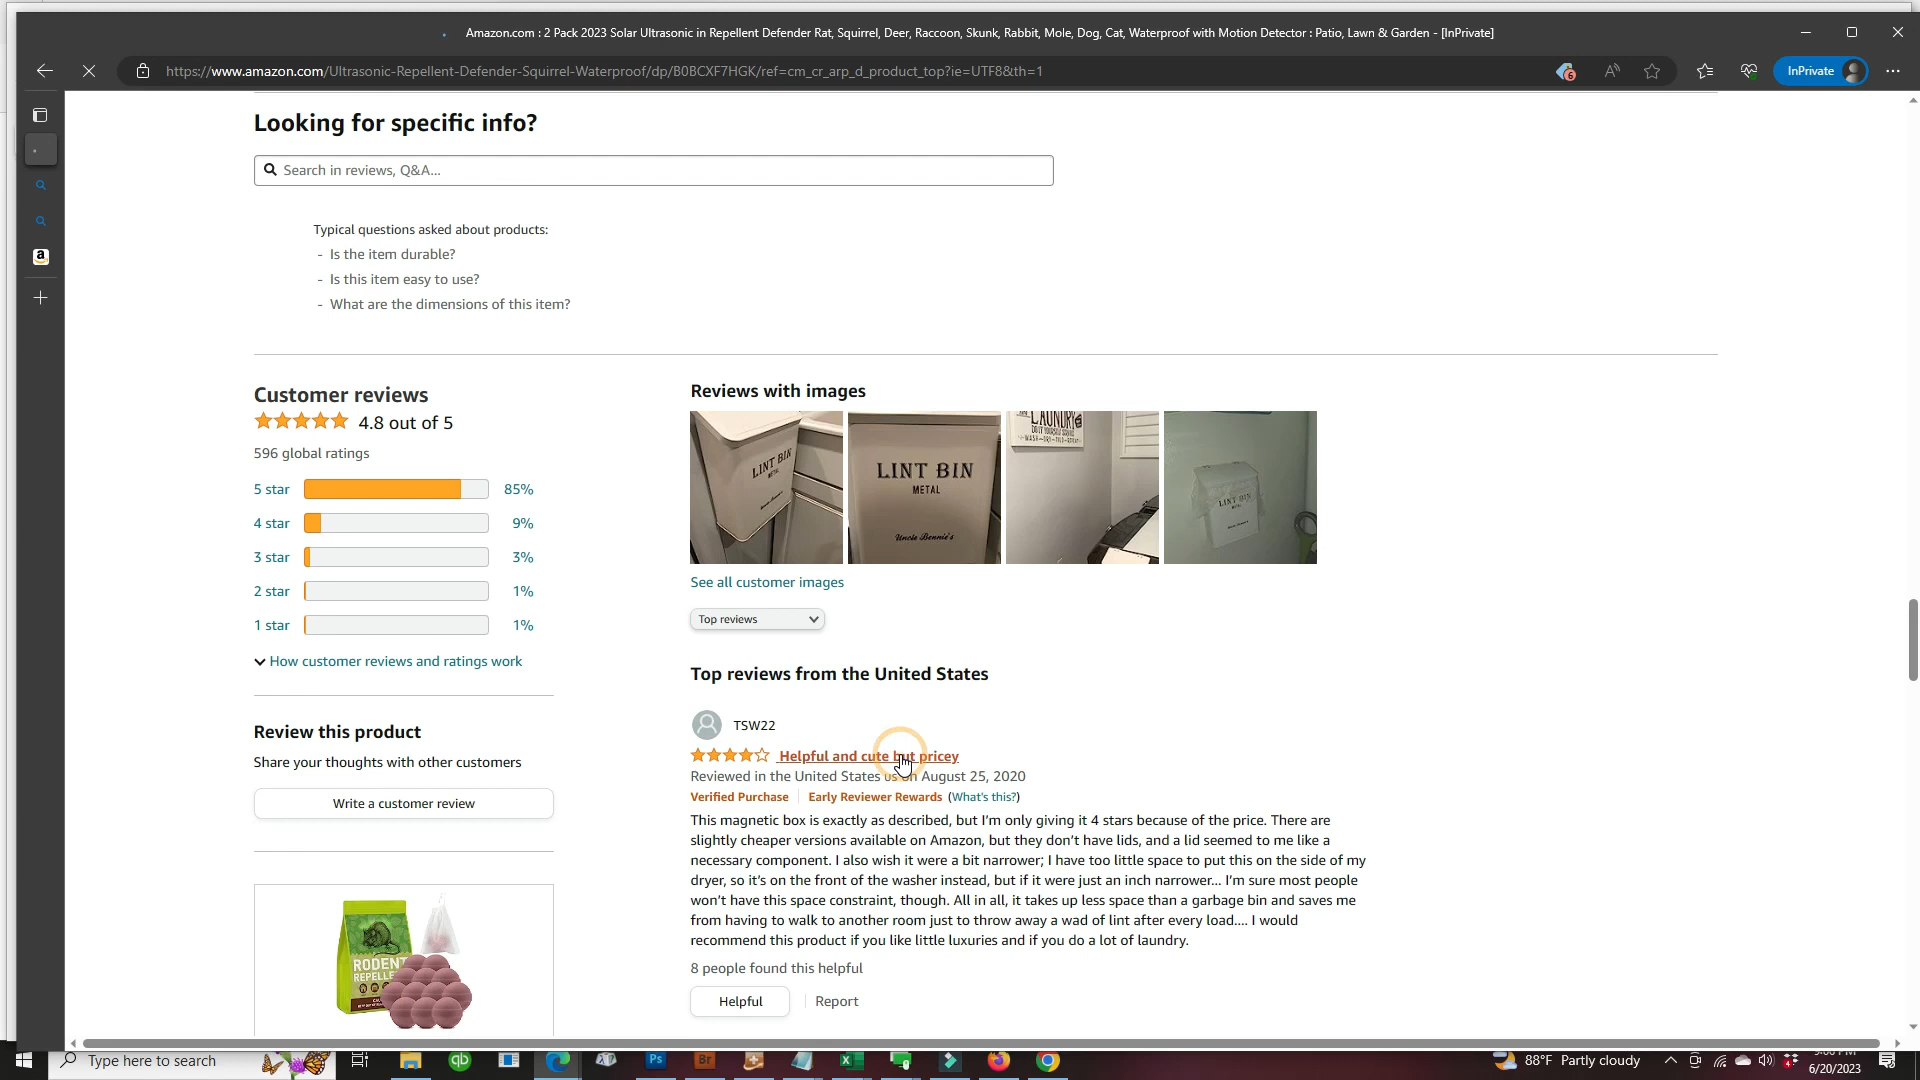 Amazon.com : 2 Pack 2023 Solar Ultrasonic in Repellent Defender Rat, Squirrel, Deer, Raccoon, Skunk, Rabbit, Mole, Dog, Cat, Waterproof with Motion Detector : Patio, Lawn & Garden - [InPrivate]
https://www.amazon.com/Ultrasonic-Repellent-Defender-Squirrel-Waterproof/dp/B0BCXF7HGK/ref=cm_cr_arp_d_product_top?ie=UTF8&th=1
6
InPrivate
Looking for specific info?
Search in reviews, Q&A...
Typical questions asked about products:
- Is the item durable?
- Is this item easy to use?
- What are the dimensions of this item?
Customer reviews
4.8 out of 5
596 global ratings
5 star 85%
4 star 9%
3 star 3%
2 star 1%
1 star 1%
How customer reviews and ratings work
Review this product
Share your thoughts with other customers
Write a customer review
RODENT
REPELLE
Reviews with images
LINT BIN
METAL
LINT BIN
METAL
Uncle Bennie's
LAUNDRY
LINT BIN
METAL
See all customer images
Top reviews
Top reviews from the United States
TSW22
Helpful and cute but pricey
Reviewed in the United States us on August 25, 2020
Verified Purchase | Early Reviewer Rewards (What's this?)
This magnetic box is exactly as described, but I'm only giving it 4 stars because of the price. There are
slightly cheaper versions available on Amazon, but they don't have lids, and a lid seemed to me like a
necessary component. I also wish it were a bit narrower; I have too little space to put this on the side of my
dryer, so it's on the front of the washer instead, but if it were just an inch narrower... I'm sure most people
won't have this space constraint, though. All in all, it takes up less space than a garbage bin and saves me
from having to walk to another room just to throw away a wad of lint after every load.... I would
recommend this product if you like little luxuries and if you do a lot of laundry.
8 people found this helpful
Helpful
Report
Type here to search
88°F Partly cloudy
6/20/2023